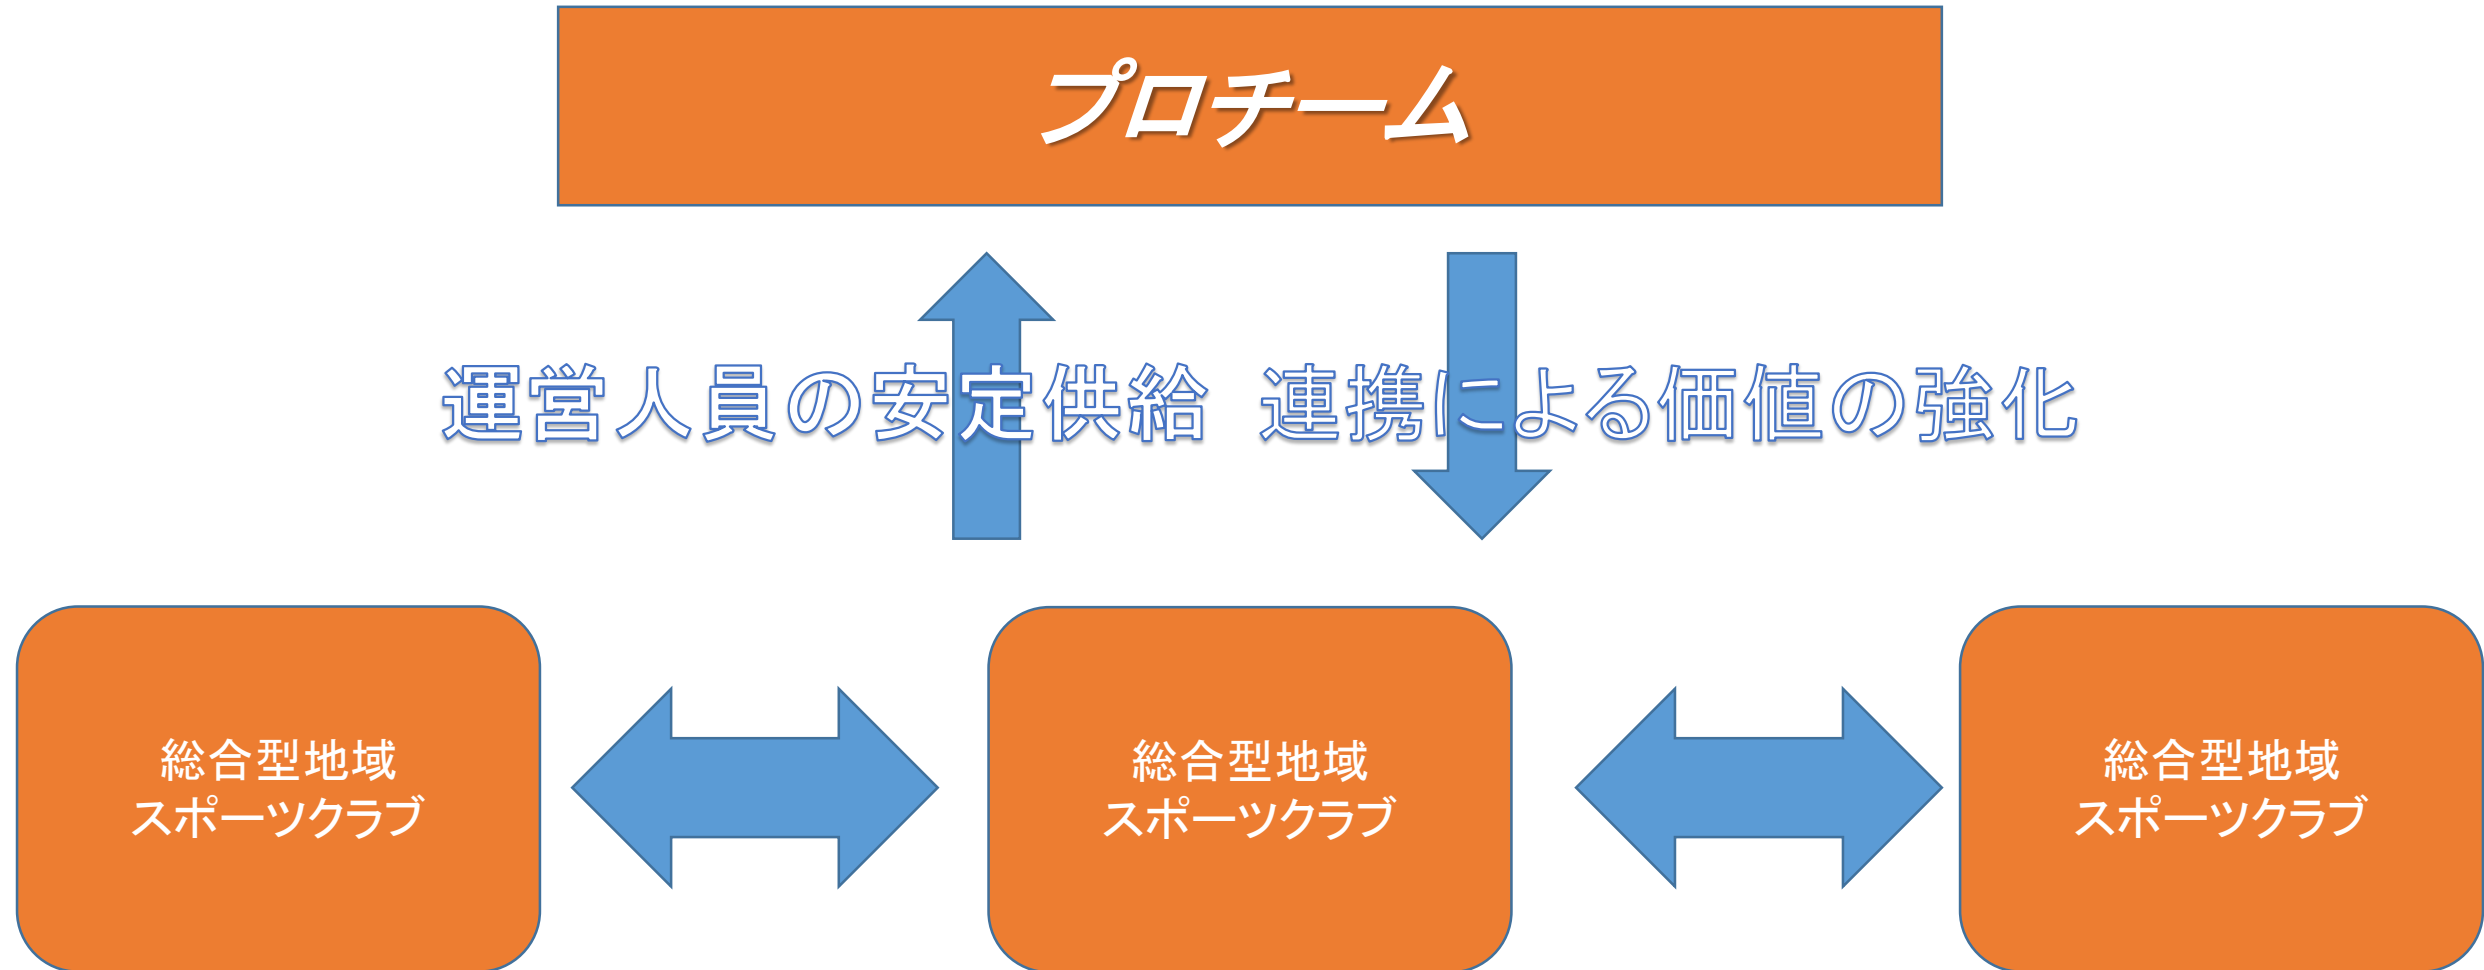 プロチーム
運営人員の安定供給 連携による価値の強化
総合型地域
スポーツクラブ
総合型地域
スポーツクラブ
総合型地域
スポーツクラブ